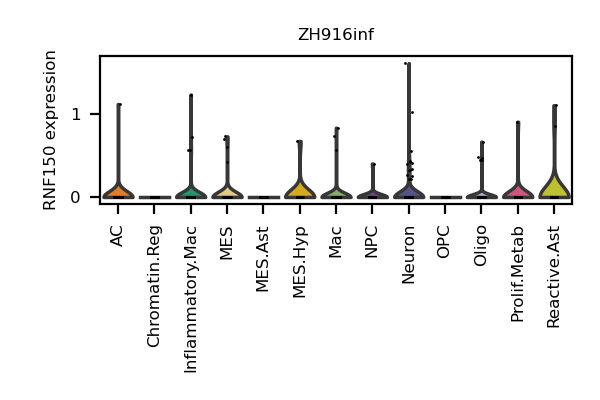 ZH916inf
RNF150 expression
1
0
AC
Chromatin.Reg
Inflammatory.Mac
MES
MES.Ast
MES.Hyp
Mac
NPC
Neuron
OPC
Oligo
Prolif.Metab
Reactive.Ast